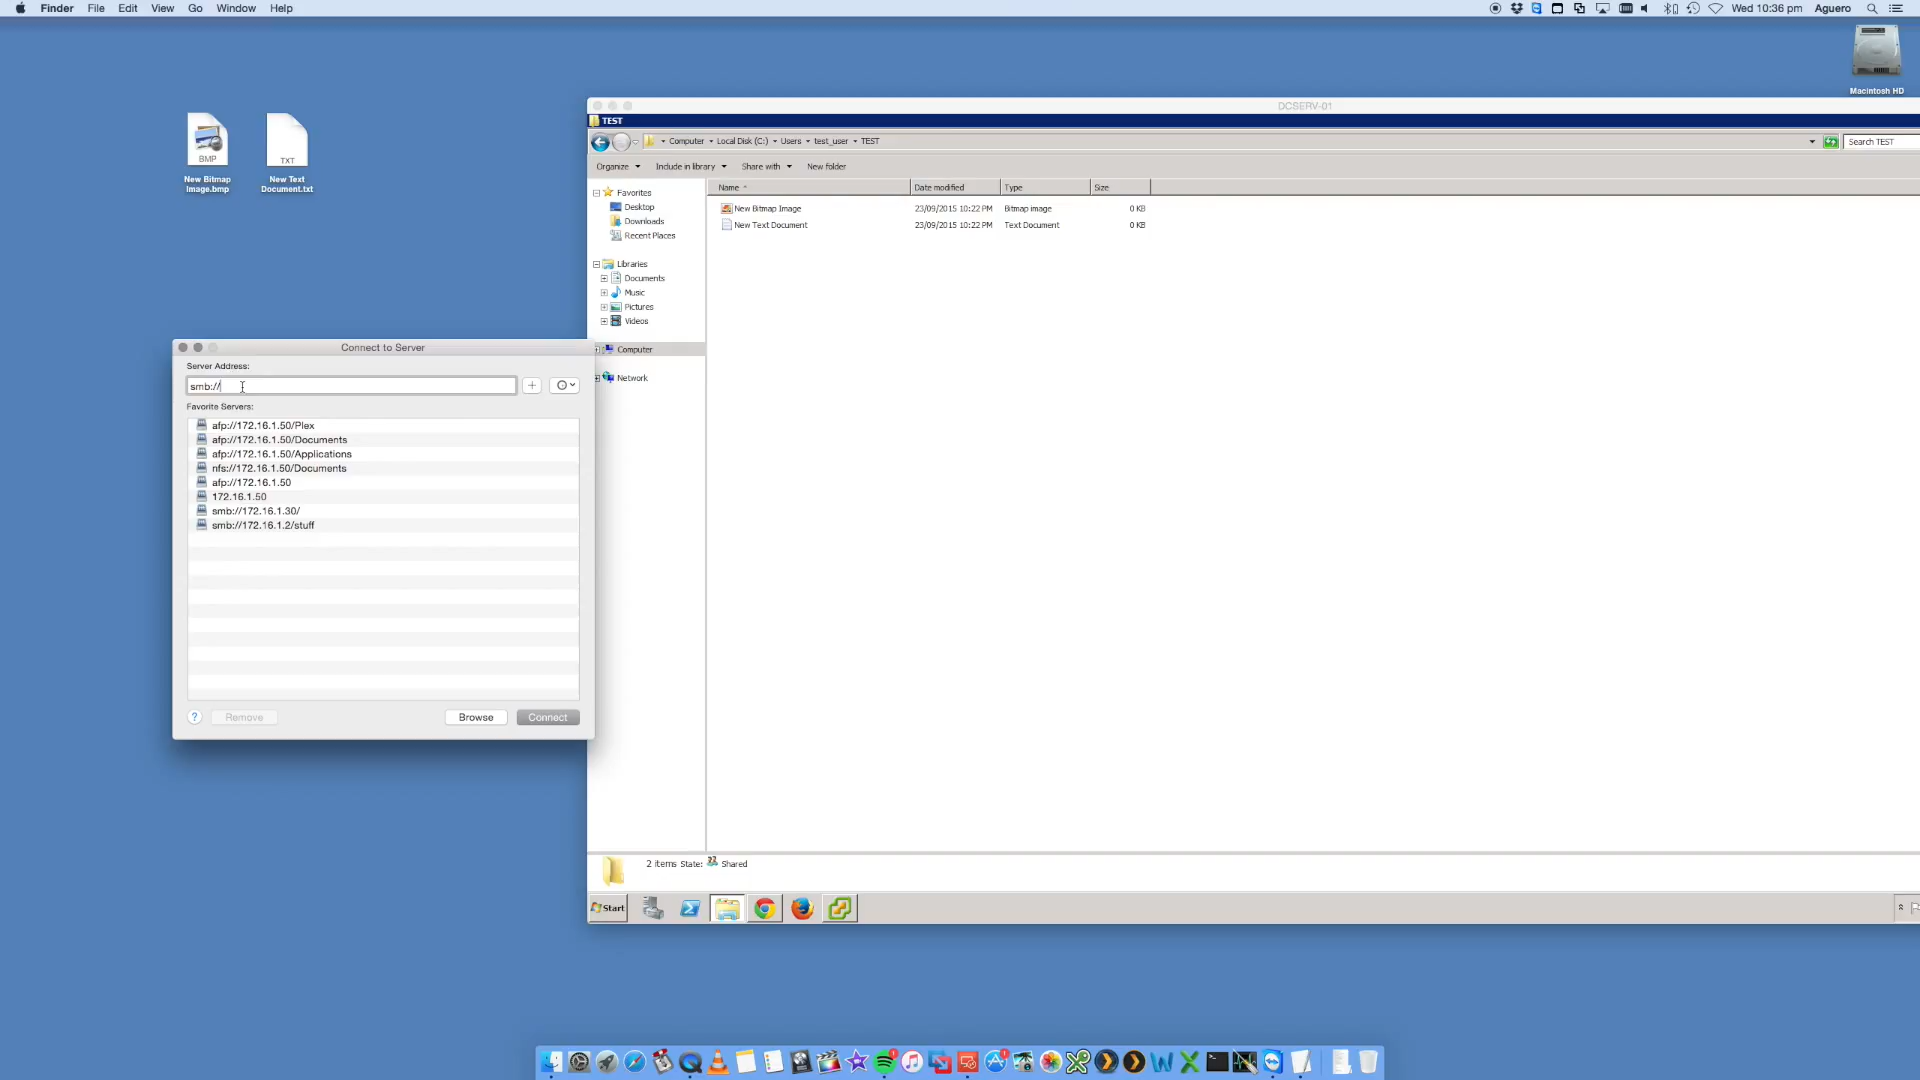 Finder File Edit View Go Window Help
Wed 10:36 pm Aguero
Macintosh HD
BMP
TXT
New Bitmap
Image.bmp
New Text
Document.txt
DCSERV-01
TEST
Computer Local Disk (C:) Users test_user TEST
Search TEST
Organize Include in library Share with New folder
Name Date modified Type Size
Favorites
Desktop
Downloads
Recent Places
Libraries
Documents
Music
Pictures
Videos
Computer
Network
New Bitmap Image 23/09/2015 10:22 PM Bitmap image 0 KB
New Text Document 23/09/2015 10:22 PM Text Document 0 KB
Connect to Server
Server Address:
smb://
Favorite Servers:
afp://172.16.1.50/Plex
afp://172.16.1.50/Documents
afp://172.16.1.50/Applications
nfs://172.16.1.50/Documents
afp://172.16.1.50
172.16.1.50
smb://172.16.1.30/
smb://172.16.1.2/stuff
? Remove Browse Connect
2 items State: Shared
Start